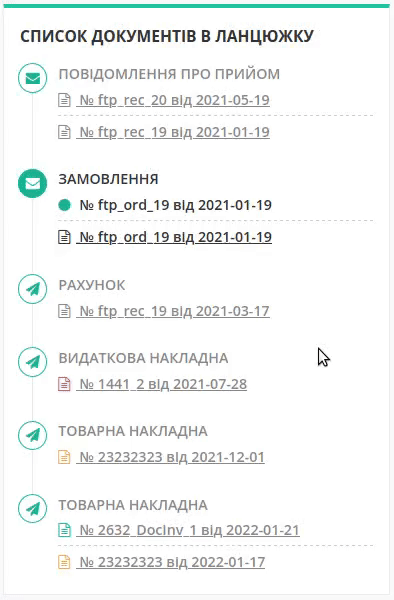 СПИСОК ДОКУМЕНТІВ В ЛАНЦЮЖКУ
ПОВІДОМЛЕННЯ ПРО ПРИЙОМ
№ ftp_rec_20 від 2021-05-19
№ ftp_rec_19 від 2021-01-19
ЗАМОВЛЕННЯ
№ ftp_ord_19 від 2021-01-19
№ ftp_ord_19 від 2021-01-19
РАХУНОК
№ ftp_rec_19 від 2021-03-17
ВИДАТКОВА НАКЛАДНА
№ 1441_2 від 2021-07-28
ТОВАРНА НАКЛАДНА
№ 23232323 від 2021-12-01
ТОВАРНА НАКЛАДНА
№ 2632_DocInv_1 від 2022-01-21
№ 23232323 від 2022-01-17